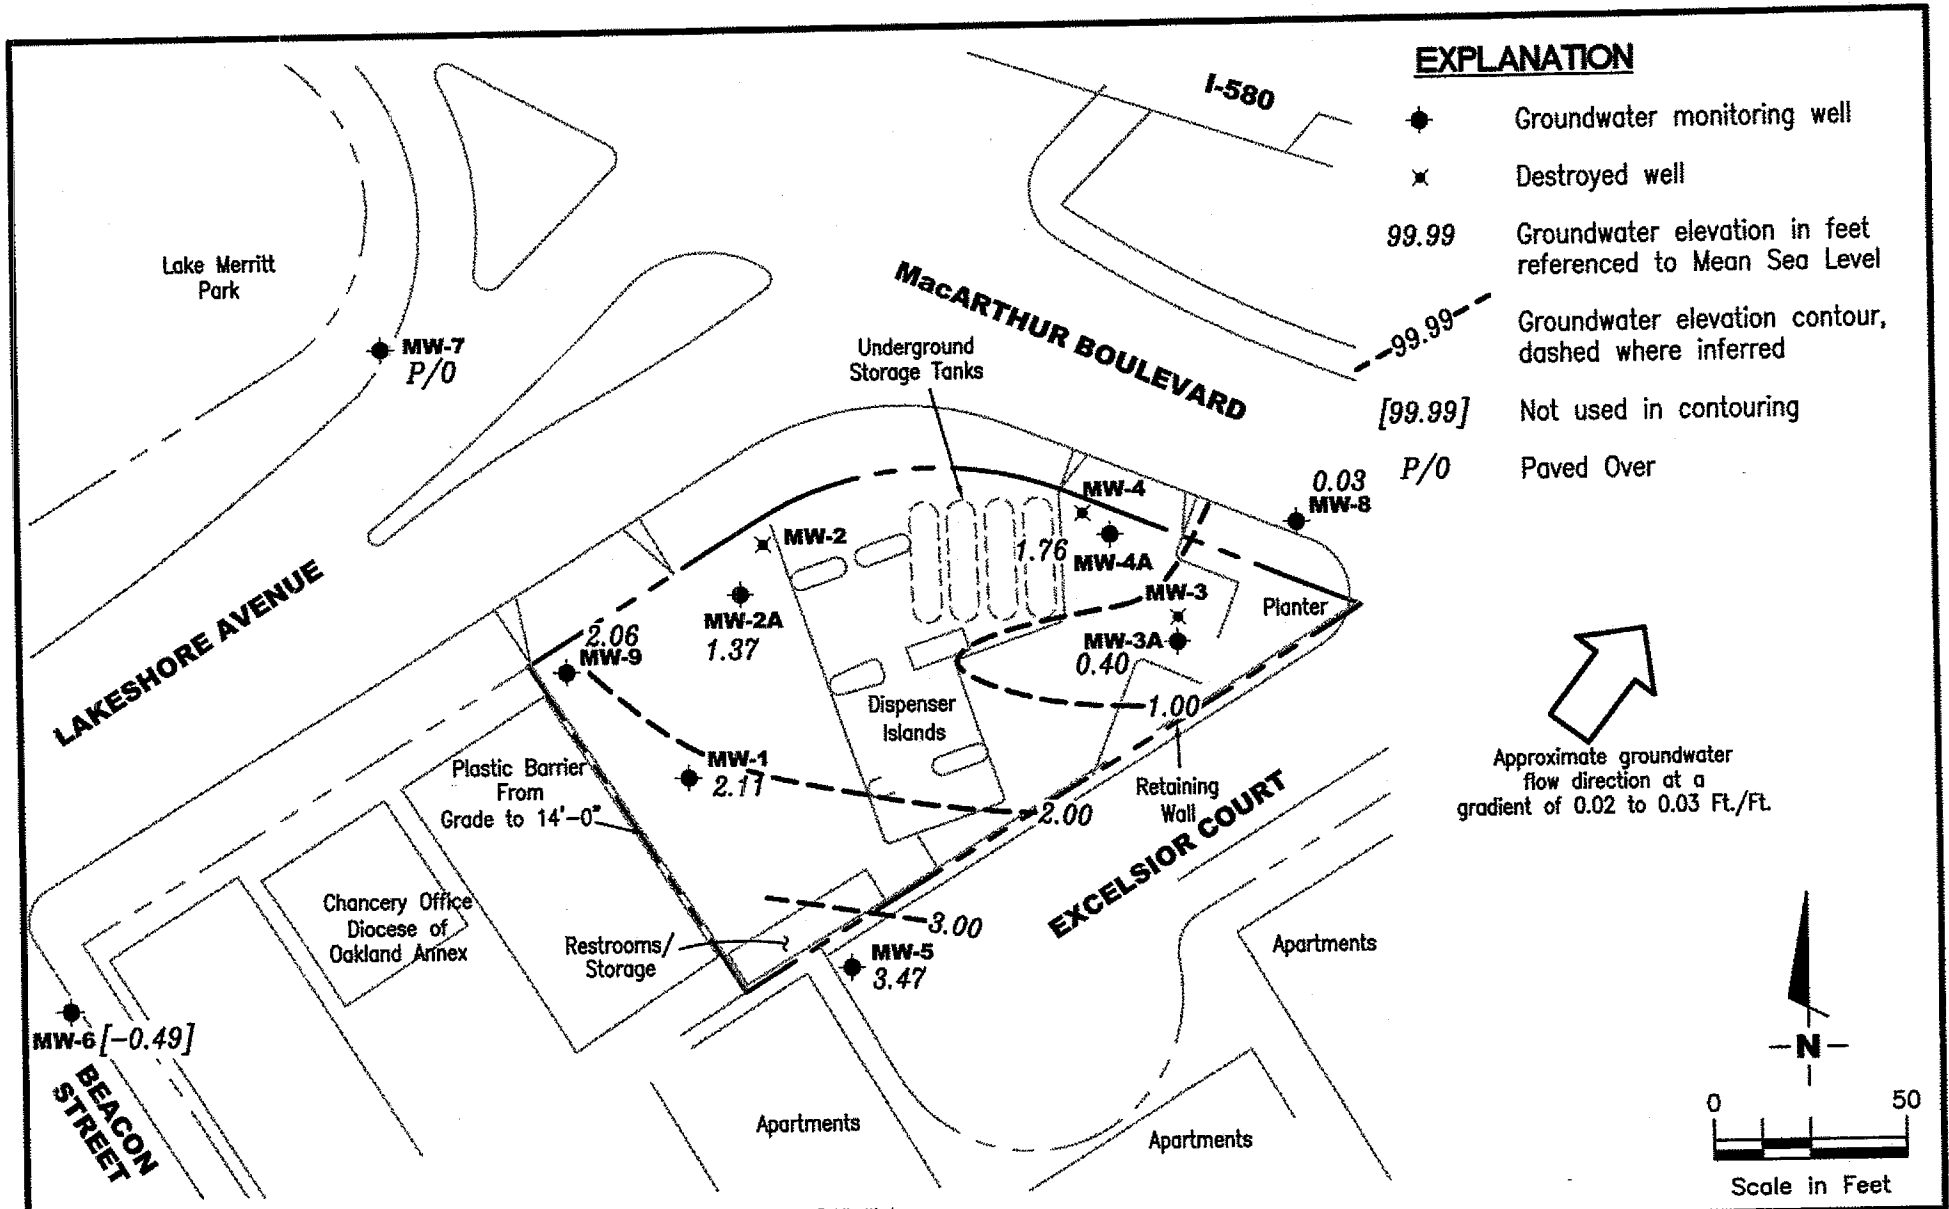 EXPLANATION
Groundwater monitoring well
Destroyed well
99.99
Groundwater elevation in feet
referenced to Mean Sea Level
99.99
Groundwater elevation contour,
dashed where inferred
[99.99]
Not used in contouring
P/O
Paved Over
I-580
Lake Merritt
Park
MW-7
P/O
MacARTHUR BOULEVARD
Underground
Storage Tanks
LAKESHORE AVENUE
0.03
MW-8
MW-4
1.76
MW-4A
MW-2
MW-2A
1.37
MW-3
Planter
MW-3A
0.40
2.06
MW-9
Dispenser
Islands
1.00
MW-1
2.11
2.00
Retaining
Wall
Plastic Barrier
From
Grade to 14'-0"
EXCELSIOR COURT
Approximate groundwater
flow direction at a
gradient of 0.02 to 0.03 Ft./Ft.
Chancery Office
Diocese of
Oakland Annex
Restrooms/
Storage
3.00
MW-5
3.47
Apartments
MW-6 [-0.49]
BEACON
STREET
Apartments
Apartments
N
0 50
Scale in Feet